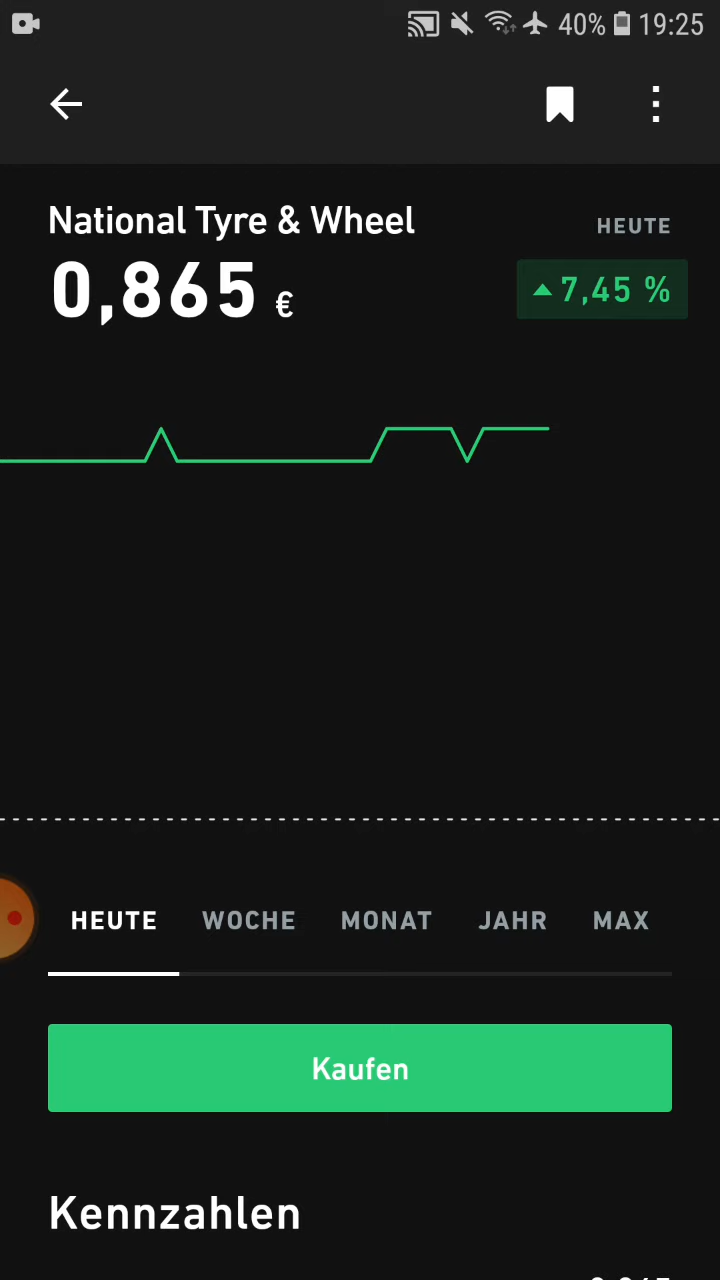 40% 19:25
National Tyre & Wheel
HEUTE
0,865 €
7,45 %
HEUTE WOCHE MONAT JAHR MAX
Kaufen
Kennzahlen